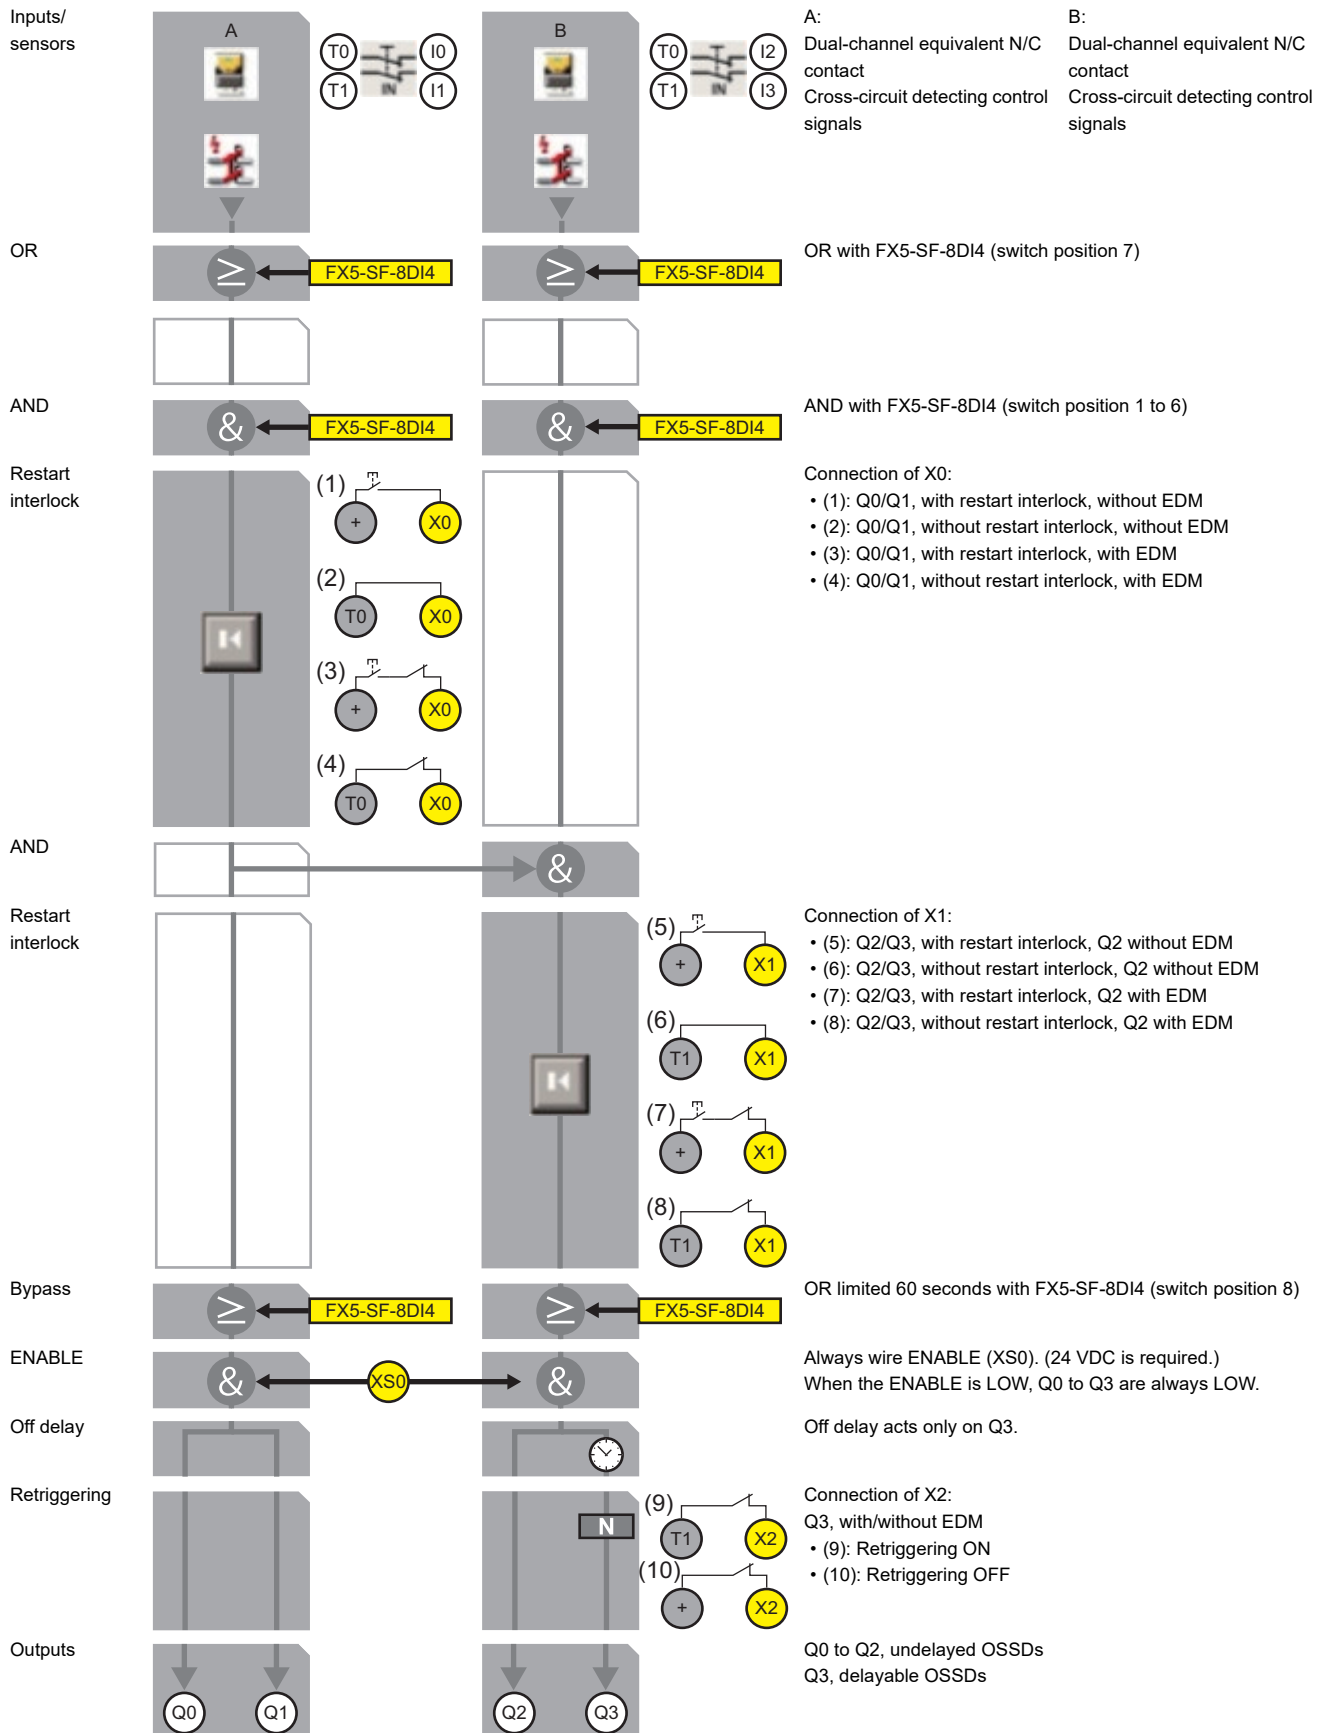 Inputs/
sensors
A
T0
I0
T1
IN
I1
B
T0
I2
T1
IN
I3
A:
Dual-channel equivalent N/C
contact
Cross-circuit detecting control
signals
B:
Dual-channel equivalent N/C
contact
Cross-circuit detecting control
signals
OR
≥
FX5-SF-8DI4
≥
FX5-SF-8DI4
OR with FX5-SF-8DI4 (switch position 7)
AND
&
FX5-SF-8DI4
&
FX5-SF-8DI4
AND with FX5-SF-8DI4 (switch position 1 to 6)
Restart
interlock
(1)
+
X0
(2)
T0
X0
(3)
+
X0
(4)
T0
X0
Connection of X0:
• (1): Q0/Q1, with restart interlock, without EDM
• (2): Q0/Q1, without restart interlock, without EDM
• (3): Q0/Q1, with restart interlock, with EDM
• (4): Q0/Q1, without restart interlock, with EDM
AND
&
Restart
interlock
(5)
+
X1
(6)
T1
X1
(7)
+
X1
(8)
T1
X1
Connection of X1:
• (5): Q2/Q3, with restart interlock, Q2 without EDM
• (6): Q2/Q3, without restart interlock, Q2 without EDM
• (7): Q2/Q3, with restart interlock, Q2 with EDM
• (8): Q2/Q3, without restart interlock, Q2 with EDM
Bypass
≥
FX5-SF-8DI4
≥
FX5-SF-8DI4
OR limited 60 seconds with FX5-SF-8DI4 (switch position 8)
ENABLE
&
XS0
&
Always wire ENABLE (XS0). (24 VDC is required.)
When the ENABLE is LOW, Q0 to Q3 are always LOW.
Off delay
Off delay acts only on Q3.
Retriggering
N
(9)
T1
X2
(10)
+
X2
Connection of X2:
Q3, with/without EDM
• (9): Retriggering ON
• (10): Retriggering OFF
Outputs
Q0
Q1
Q2
Q3
Q0 to Q2, undelayed OSSDs
Q3, delayable OSSDs